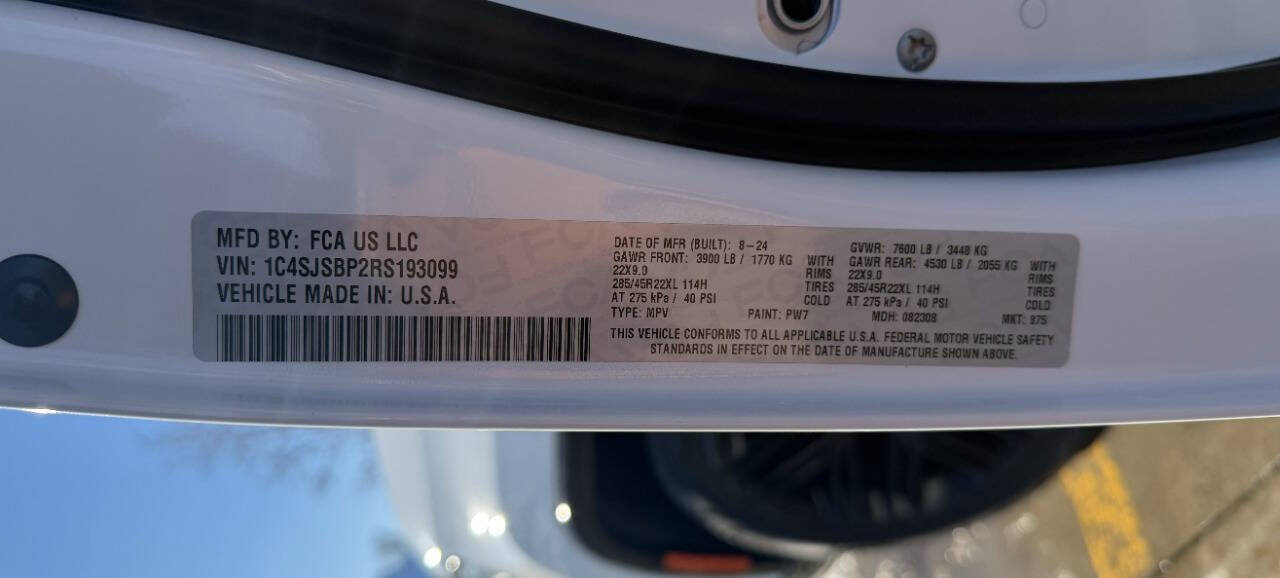 MFD BY: FCA US LLC
VIN: 1C4SJSBP2RS193099
VEHICLE MADE IN: U.S.A.
DATE OF MFR (BUILT): 8-24 GVWR: 7600 LB / 3448 KG
GAWR FRONT: 3900 LB / 1770 KG WITH GAWR REAR: 4530 LB / 2055 KG WITH
22X9.0 RIMS 22X9.0 RIMS
285/45R22XL 114H TIRES 285/45R22XL 114H TIRES
AT 275 kPa / 40 PSI COLD AT 275 kPa / 40 PSI COLD
TYPE: MPV PAINT: PW7 MDH: 082308 MKT: 875
THIS VEHICLE CONFORMS TO ALL APPLICABLE U.S.A. FEDERAL MOTOR VEHICLE SAFETY
STANDARDS IN EFFECT ON THE DATE OF MANUFACTURE SHOWN ABOVE.